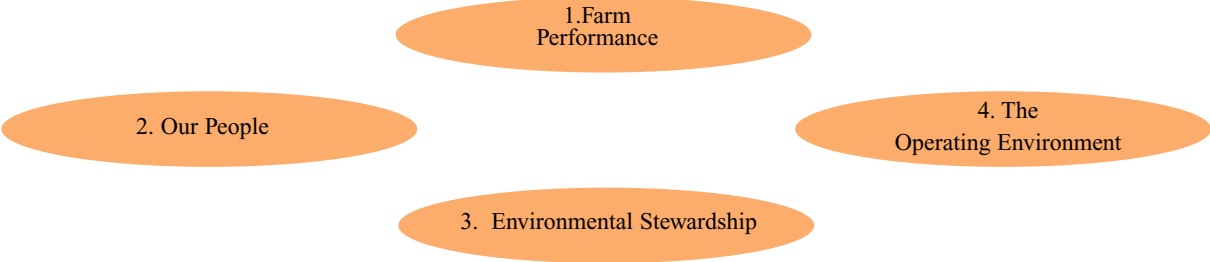 1.Farm
Performance
2. Our People
4. The
Operating Environment
3. Environmental Stewardship